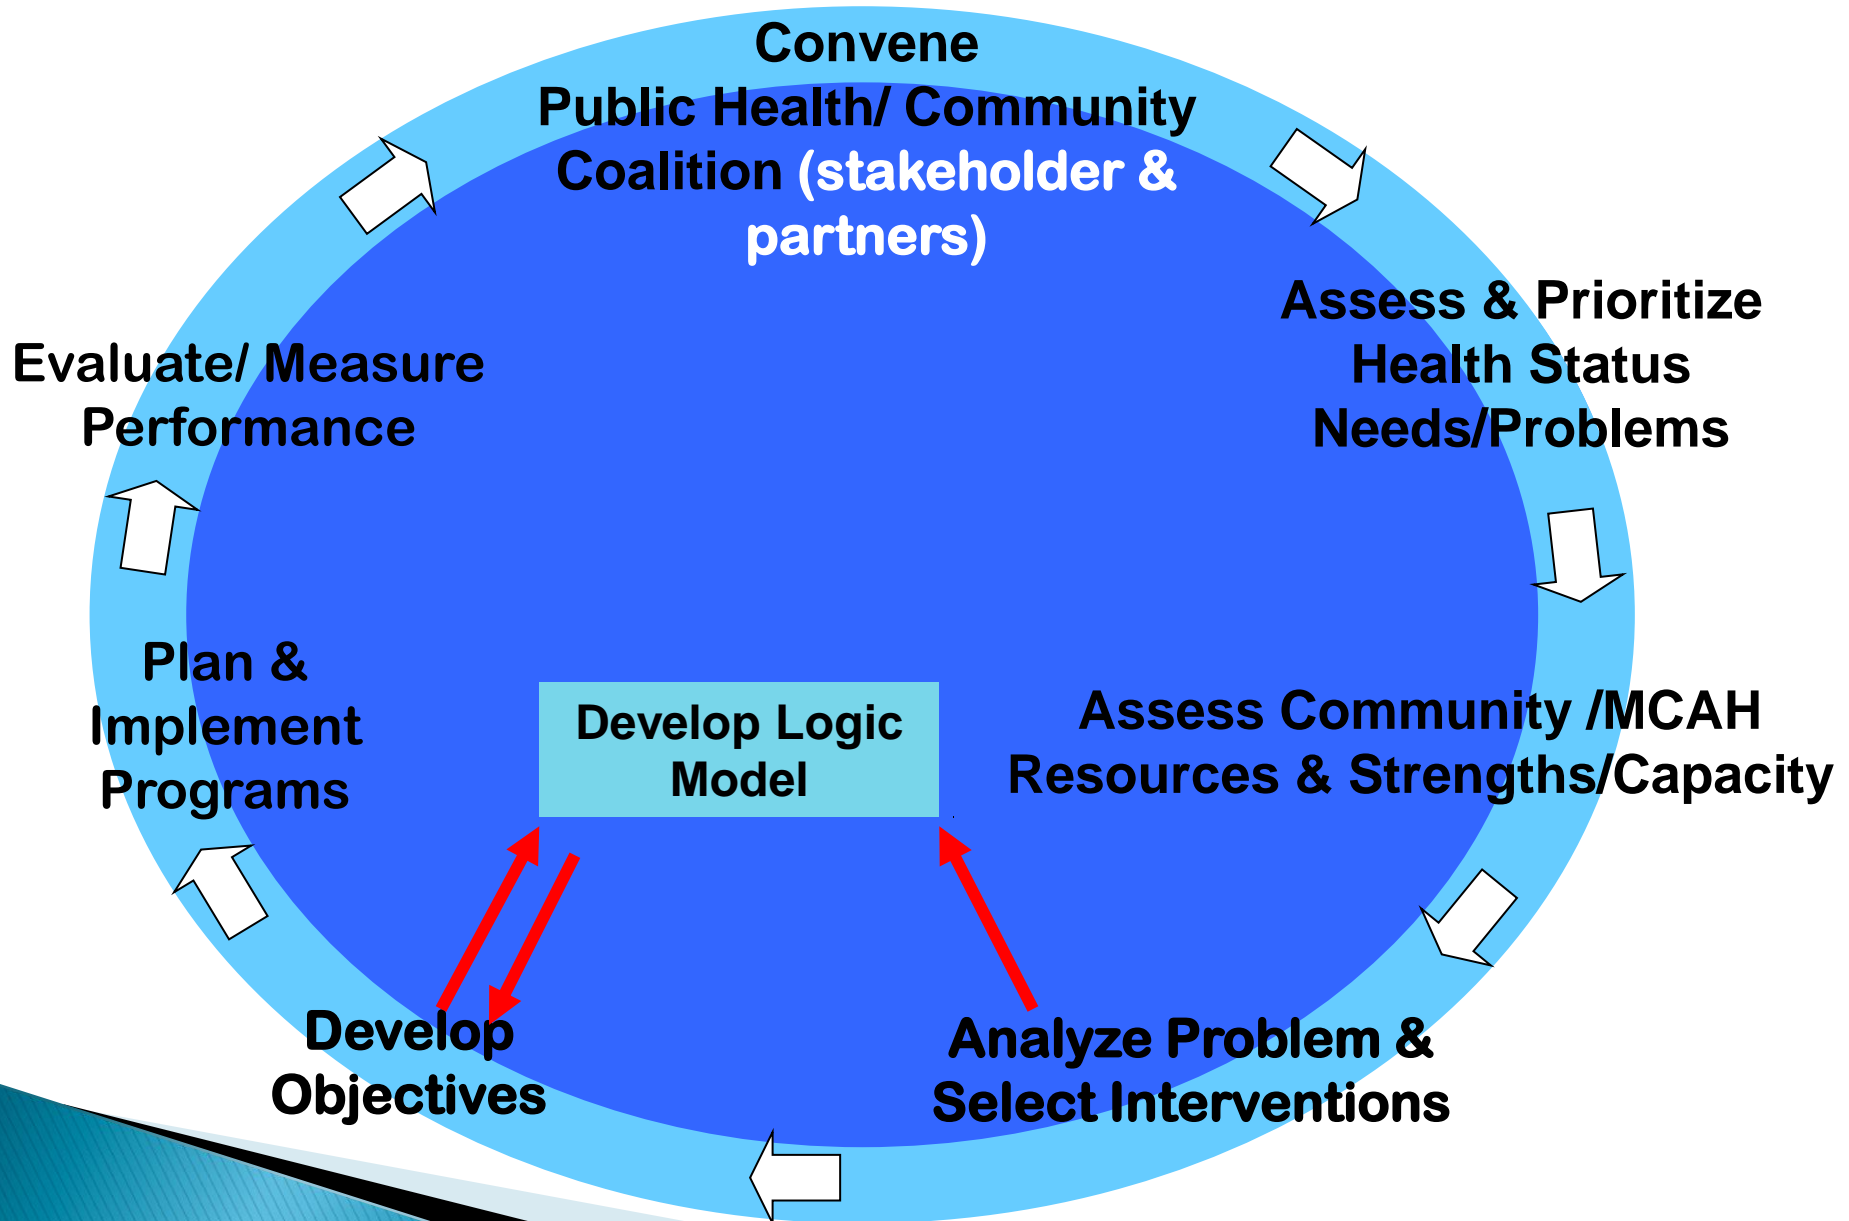 Convene
Public Health/ Community
Coalition (stakeholder &
partners)
Assess & Prioritize
Health Status
Needs/Problems
Evaluate/ Measure
Performance
Plan &
Implement
Programs
Develop Logic
Model
Assess Community /MCAH
Resources & Strengths/Capacity
Develop
Objectives
Analyze Problem &
Select Interventions